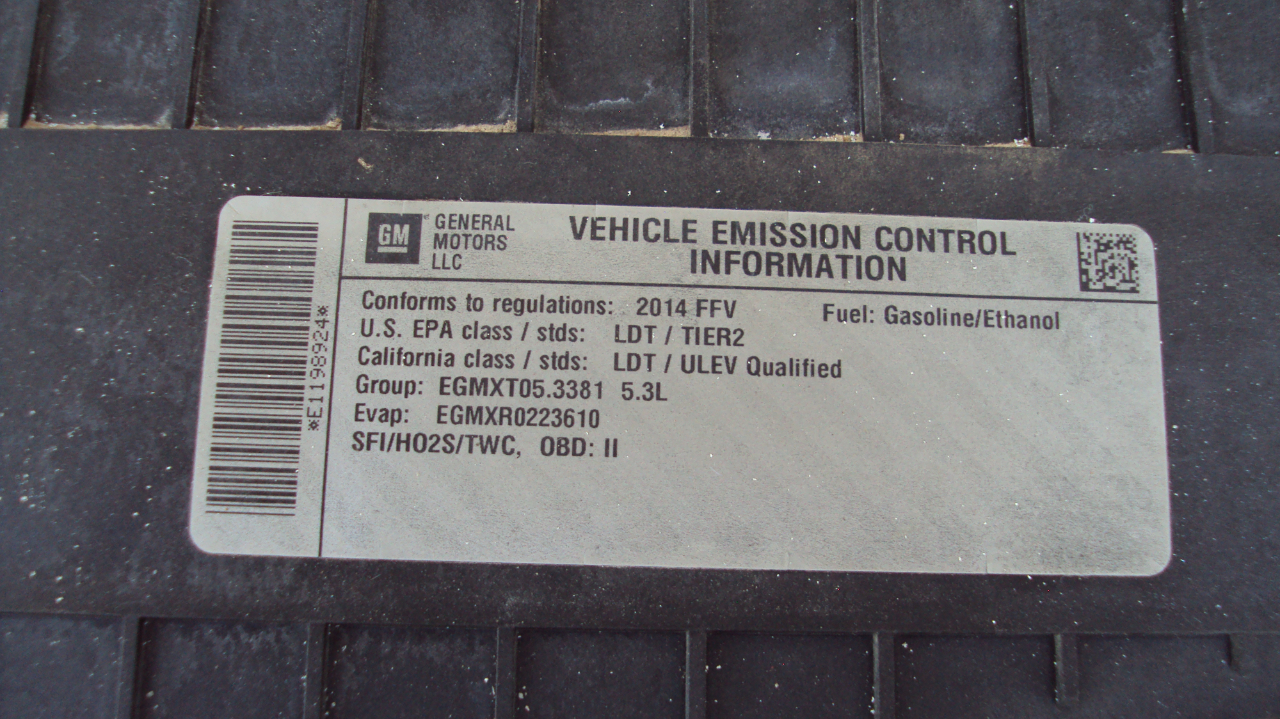 *E1198924*
GM
GENERAL
MOTORS
LLC
VEHICLE EMISSION CONTROL
INFORMATION
Conforms to regulations: 2014 FFV Fuel: Gasoline/Ethanol
U.S. EPA class / stds: LDT / TIER2
California class / stds: LDT / ULEV Qualified
Group: EGMXT05.3381 5.3L
Evap: EGMXR0223610
SFI/HO2S/TWC, OBD: II